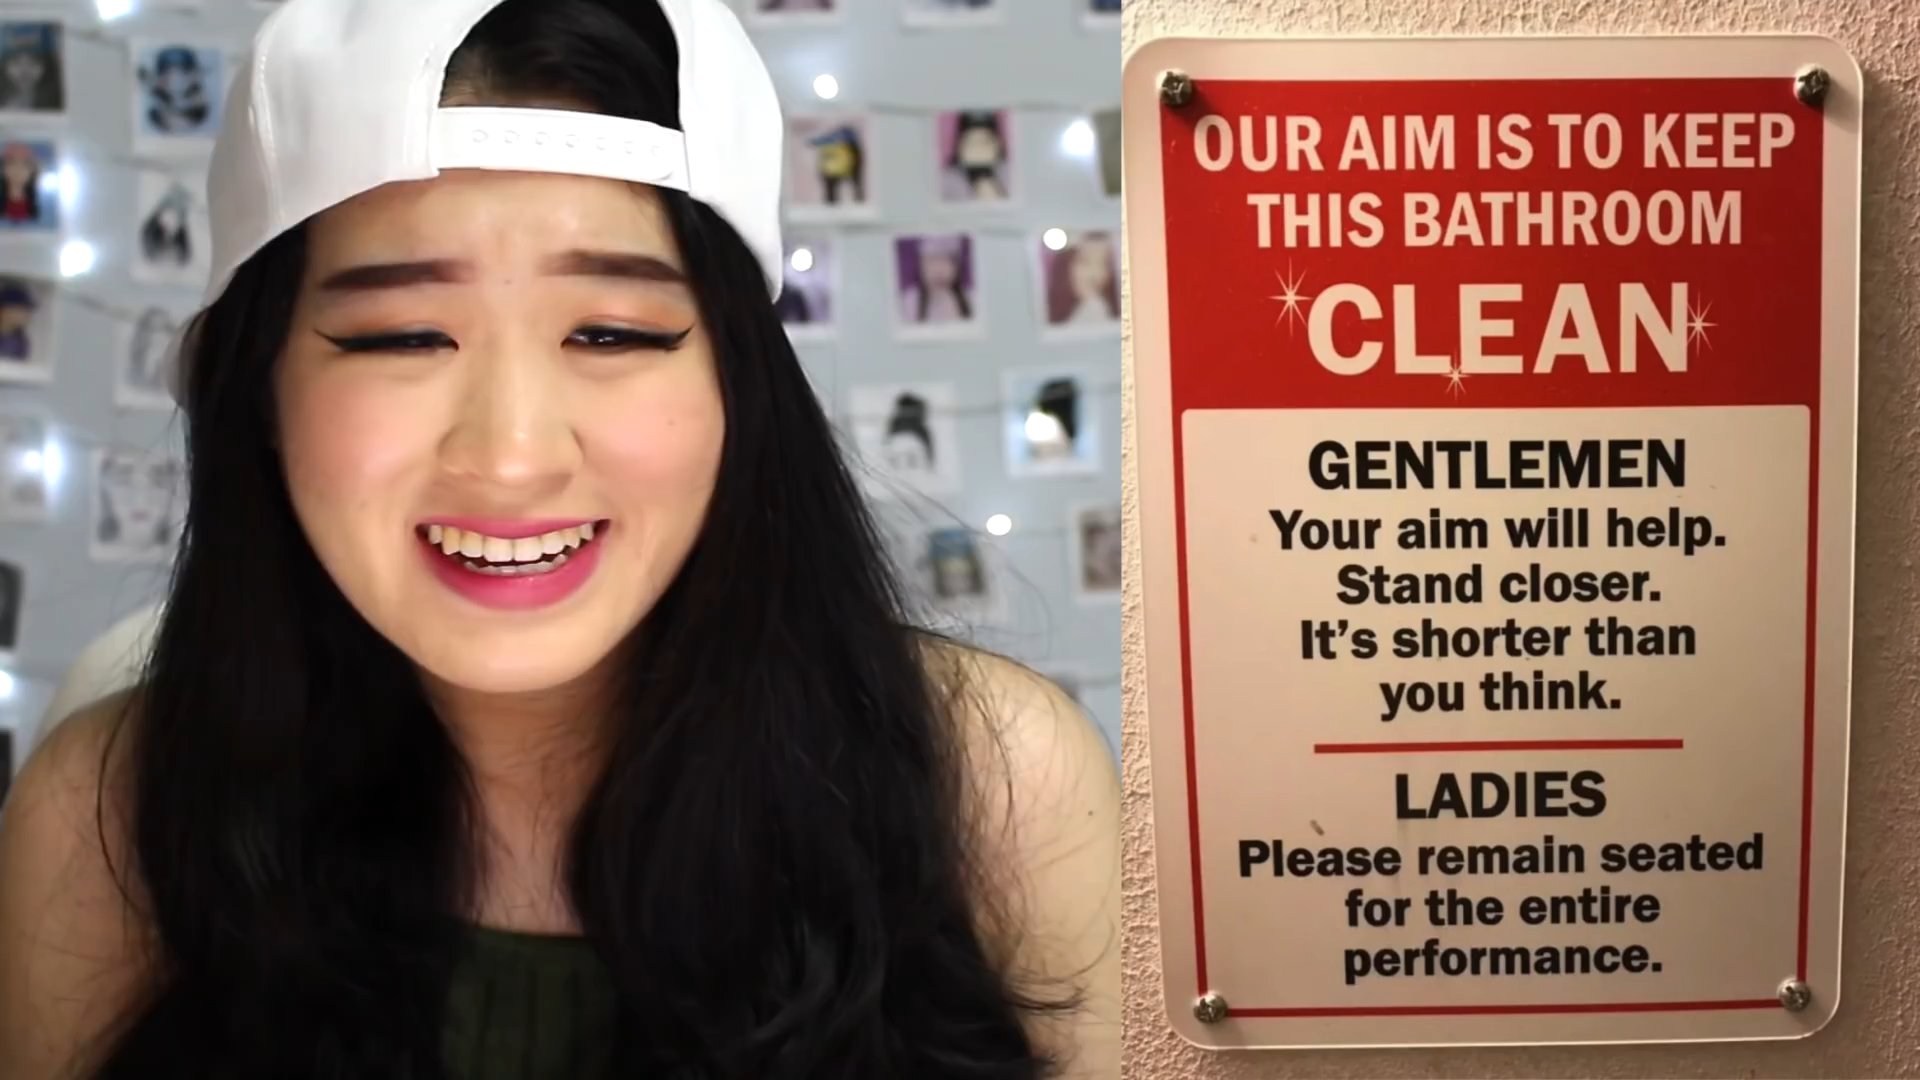 OUR AIM IS TO KEEP
THIS BATHROOM
CLEAN
GENTLEMEN
Your aim will help.
Stand closer.
It's shorter than
you think.
LADIES
Please remain seated
for the entire
performance.